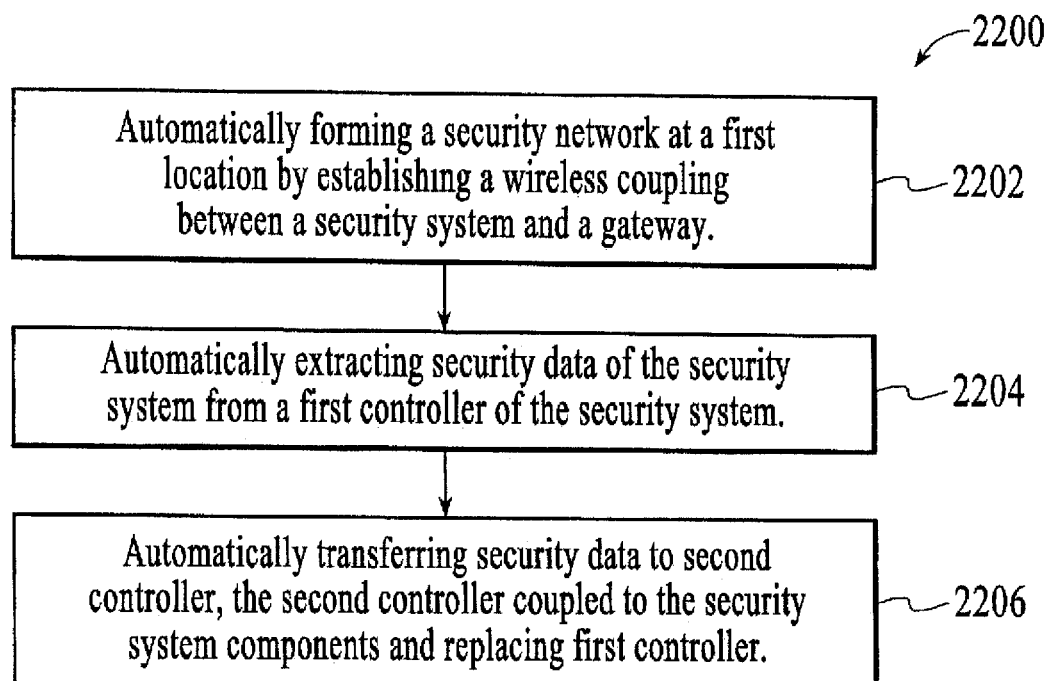 2200
Automatically forming a security network at a first
location by establishing a wireless coupling
between a security system and a gateway.
2202
Automatically extracting security data of the security
system from a first controller of the security system.
2204
Automatically transferring security data to second
controller, the second controller coupled to the security
system components and replacing first controller.
2206